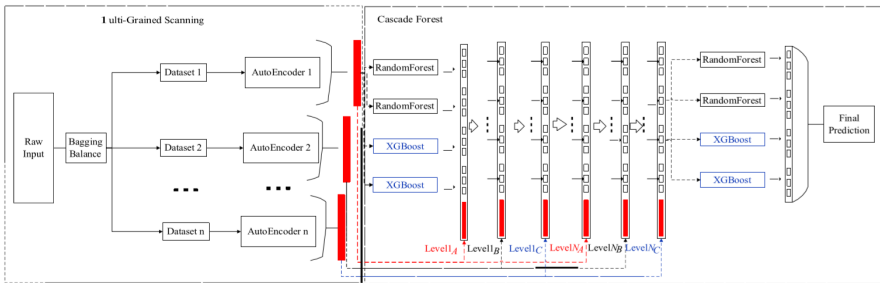 1 ulti-Grained Scanning
Cascade Forest
Raw
Input
Bagging
Balance
Dataset 1
AutoEncoder 1
Dataset 2
AutoEncoder 2
Dataset n
AutoEncoder n
RandomForest
RandomForest
XGBoost
XGBoost
Level1A
Level1B
Level1C
LevelNA
LevelNB
LevelNC
RandomForest
RandomForest
XGBoost
XGBoost
Final
Prediction